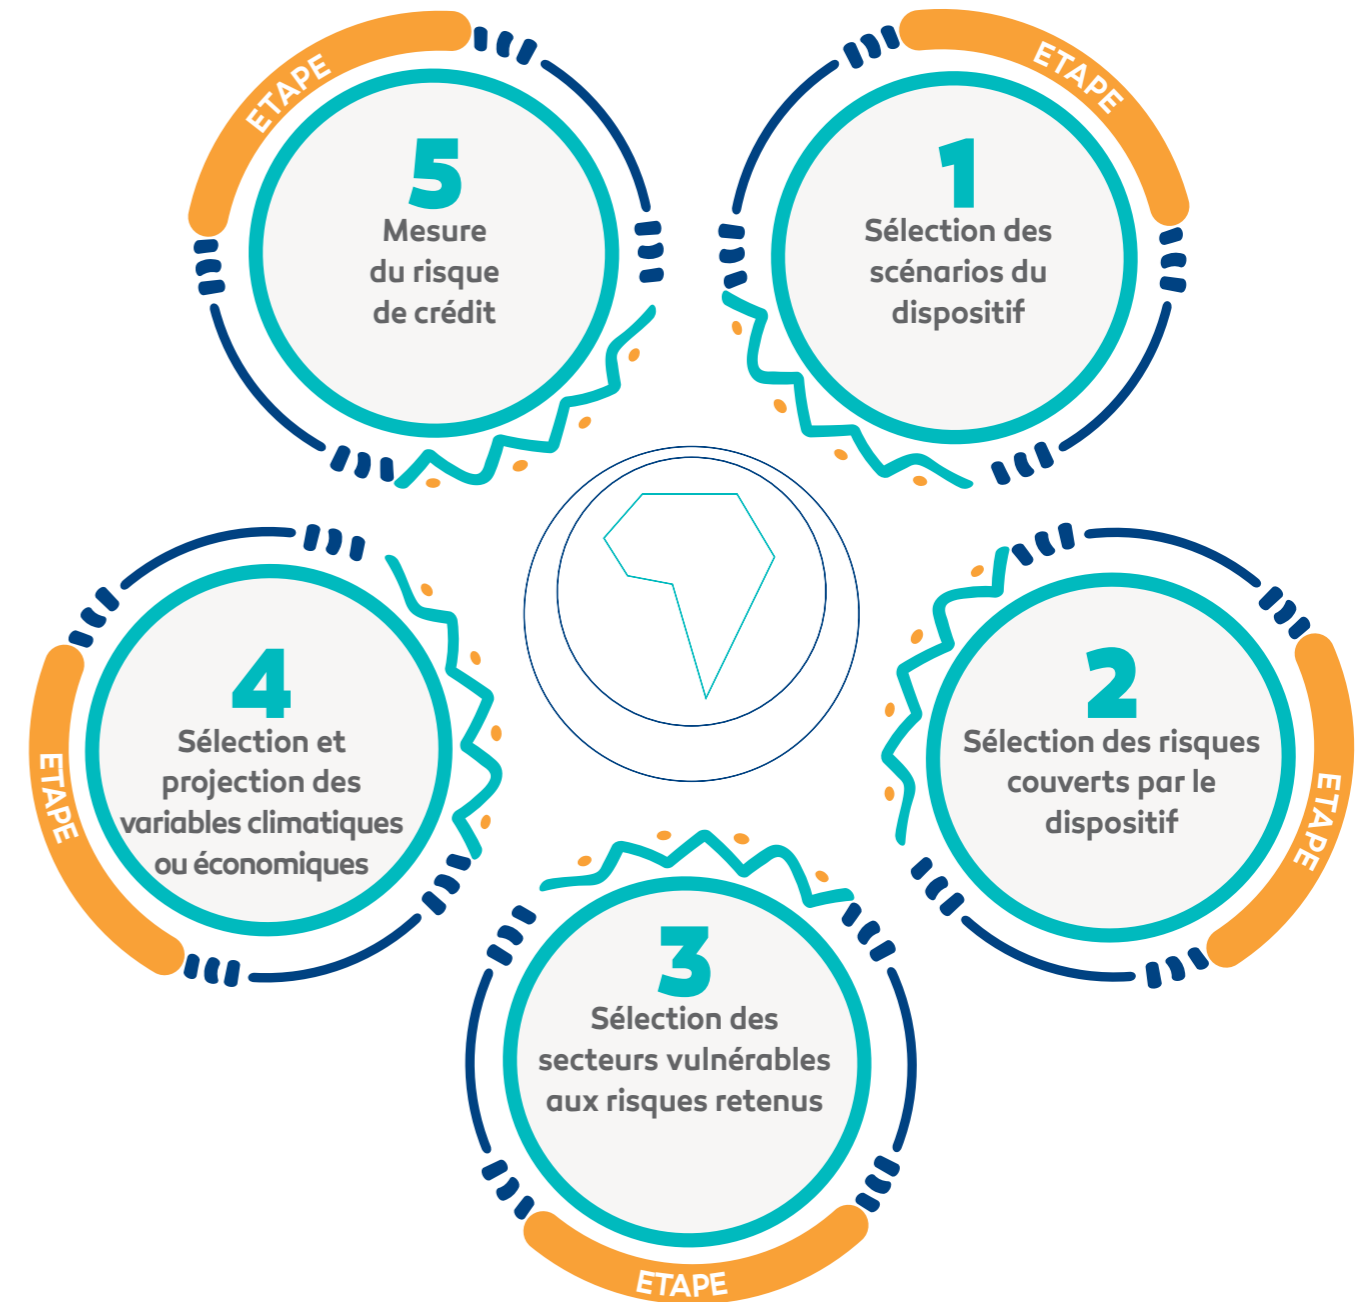 ETAPE
1
Sélection des
scénarios du
dispositif
ETAPE
2
Sélection des risques
couverts par le
dispositif
ETAPE
3
Sélection des
secteurs vulnérables
aux risques retenus
ETAPE
4
Sélection et
projection des
variables climatiques
ou économiques
ETAPE
5
Mesure
du risque
de crédit